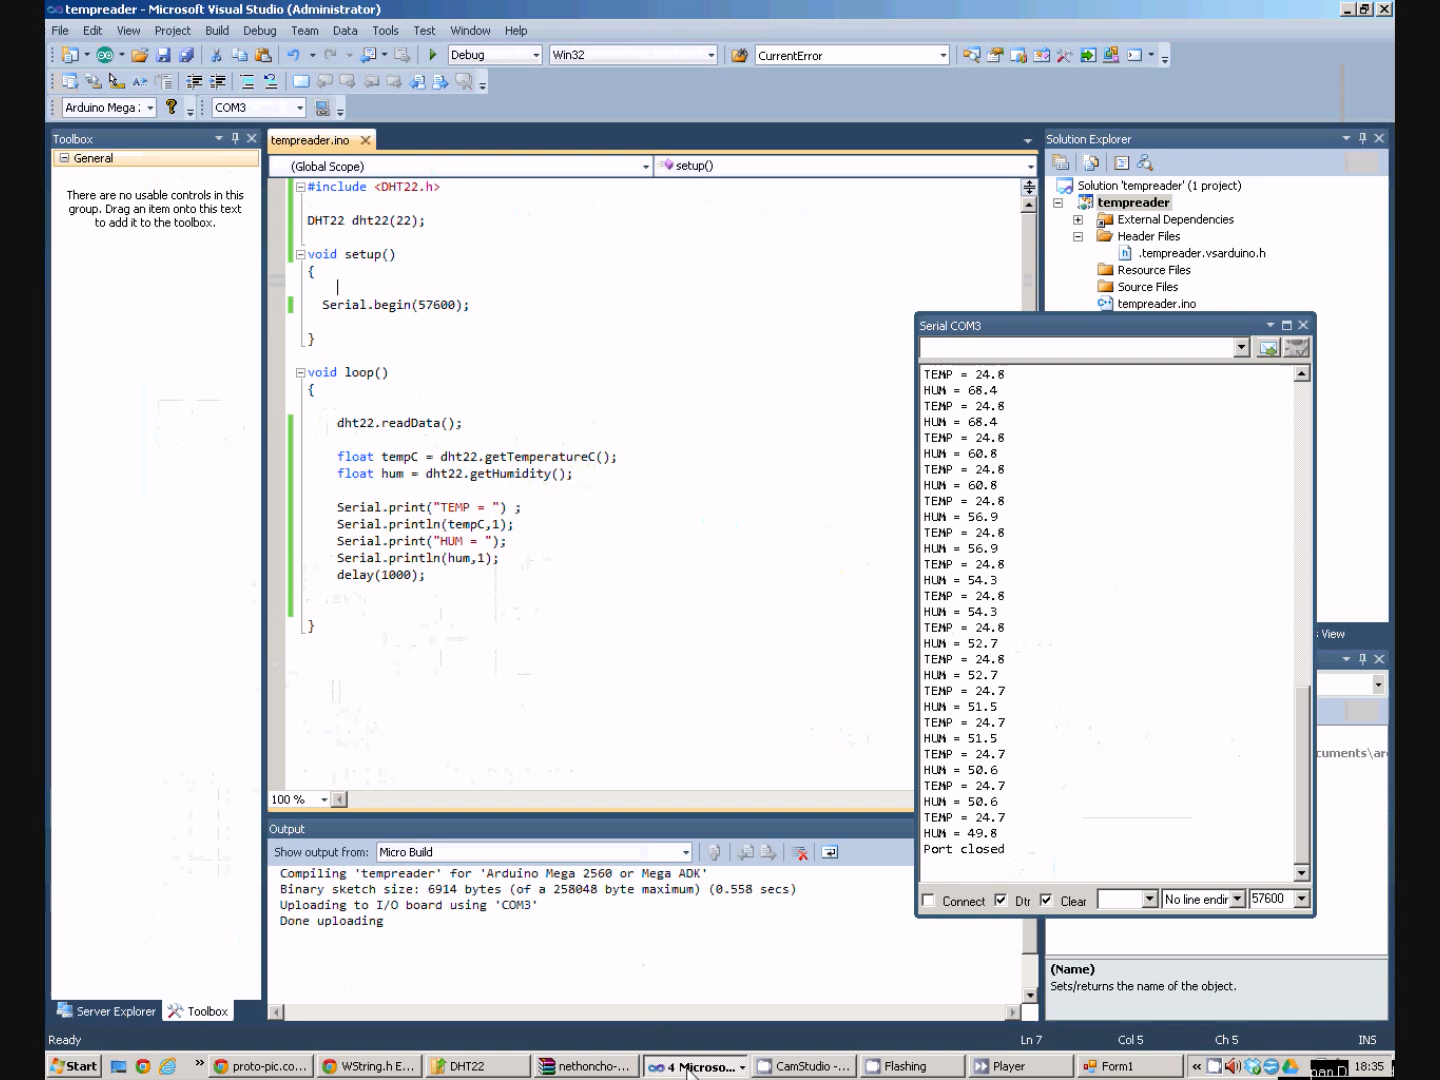 tempreader - Microsoft Visual Studio (Administrator)
File Edit View Project Build Debug Team Data Tools Test Window Help
Debug Win32 CurrentError
Arduino Mega : COM3
Toolbox
General
There are no usable controls in this
group. Drag an item onto this text
to add it to the toolbox.
Server Explorer Toolbox
tempreader.ino
(Global Scope) setup()
#include <DHT22.h>
DHT22 dht22(22);
void setup()
{
Serial.begin(57600);
}
void loop()
{
dht22.readData();
float tempC = dht22.getTemperatureC();
float hum = dht22.getHumidity();
Serial.print("TEMP = ") ;
Serial.println(tempC,1);
Serial.print("HUM = ");
Serial.println(hum,1);
delay(1000);
}
100 %
Output
Show output from: Micro Build
Compiling 'tempreader' for 'Arduino Mega 2560 or Mega ADK'
Binary sketch size: 6914 bytes (of a 258048 byte maximum) (0.558 secs)
Uploading to I/O board using 'COM3'
Done uploading
Solution Explorer
Solution 'tempreader' (1 project)
tempreader
External Dependencies
Header Files
.tempreader.vsarduino.h
Resource Files
Source Files
tempreader.ino
Serial COM3
TEMP = 24.8
HUM = 68.4
TEMP = 24.8
HUM = 68.4
TEMP = 24.8
HUM = 60.8
TEMP = 24.8
HUM = 60.8
TEMP = 24.8
HUM = 56.9
TEMP = 24.8
HUM = 56.9
TEMP = 24.8
HUM = 54.3
TEMP = 24.8
HUM = 54.3
TEMP = 24.8
HUM = 52.7
TEMP = 24.8
HUM = 52.7
TEMP = 24.7
HUM = 51.5
TEMP = 24.7
HUM = 51.5
TEMP = 24.7
HUM = 50.6
TEMP = 24.7
HUM = 50.6
TEMP = 24.7
HUM = 49.8
Port closed
Connect Dtr Clear No line endir 57600
View
cuments\ar
(Name)
Sets/returns the name of the object.
Ready Ln 7 Col 5 Ch 5 INS
Start proto-pic.co... WString.h E... DHT22 nethoncho-... 4 Microso... CamStudio -... Flashing Player Form1 18:35